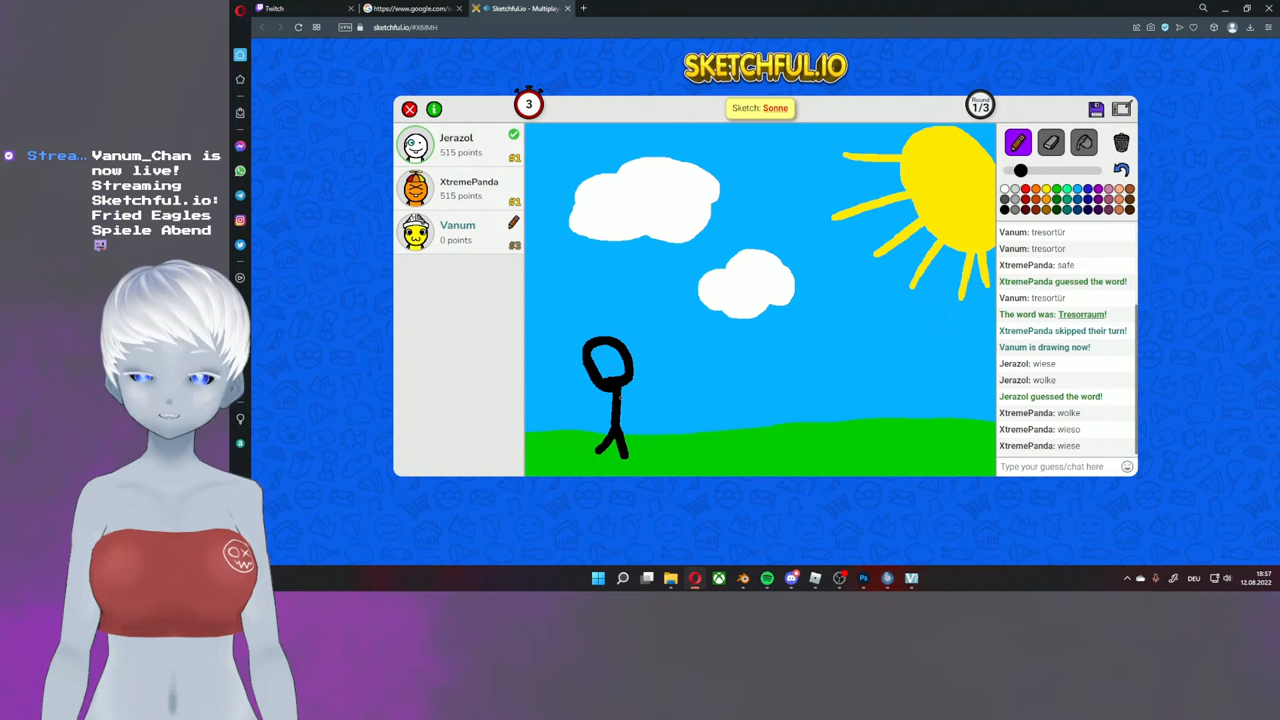 Twitch
https://www.google.com/
Sketchful.io - Multiplay
VPN
sketchful.io/#X6IMH
Strea... Vanum_Chan is
now live!
Streaming
Sketchful.io:
Fried Eagles
Spiele Abend
SKETCHFUL.IO
3
Sketch: Sonne
Round
1/3
Jerazol
515 points
#1
XtremePanda
515 points
#1
Vanum
0 points
#3
Vanum: tresortür
Vanum: tresortor
XtremePanda: safe
XtremePanda guessed the word!
Vanum: tresortür
The word was: Tresorraum!
XtremePanda skipped their turn!
Vanum is drawing now!
Jerazol: wiese
Jerazol: wolke
Jerazol guessed the word!
XtremePanda: wolke
XtremePanda: wieso
XtremePanda: wiese
Type your guess/chat here
DEU
18:57
12.08.2022